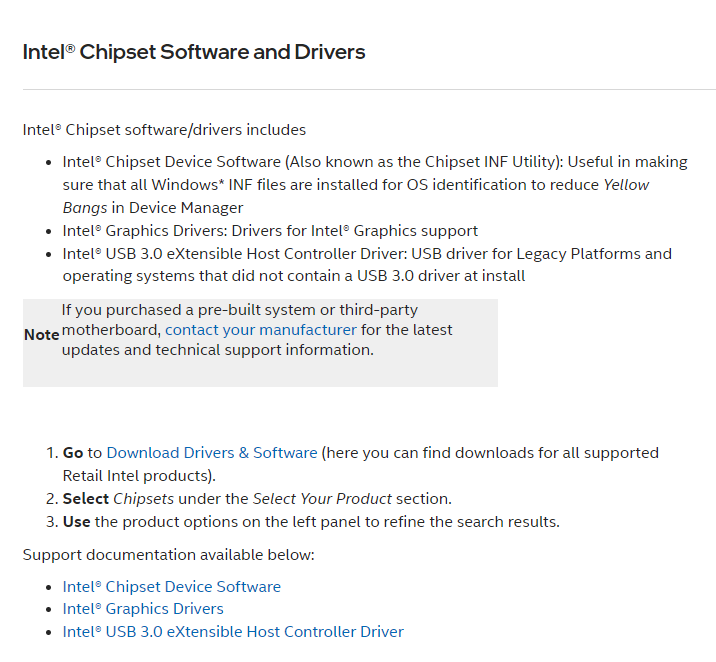 Intel® Chipset Software and Drivers
Intel® Chipset software/drivers includes
• Intel® Chipset Device Software (Also known as the Chipset INF Utility): Useful in making
sure that all Windows* INF files are installed for OS identification to reduce Yellow
Bangs in Device Manager
• Intel® Graphics Drivers: Drivers for Intel® Graphics support
• Intel® USB 3.0 eXtensible Host Controller Driver: USB driver for Legacy Platforms and
operating systems that did not contain a USB 3.0 driver at install
Note
If you purchased a pre-built system or third-party
motherboard, contact your manufacturer for the latest
updates and technical support information.
1. Go to Download Drivers & Software (here you can find downloads for all supported
Retail Intel products).
2. Select Chipsets under the Select Your Product section.
3. Use the product options on the left panel to refine the search results.
Support documentation available below:
• Intel® Chipset Device Software
• Intel® Graphics Drivers
• Intel® USB 3.0 eXtensible Host Controller Driver